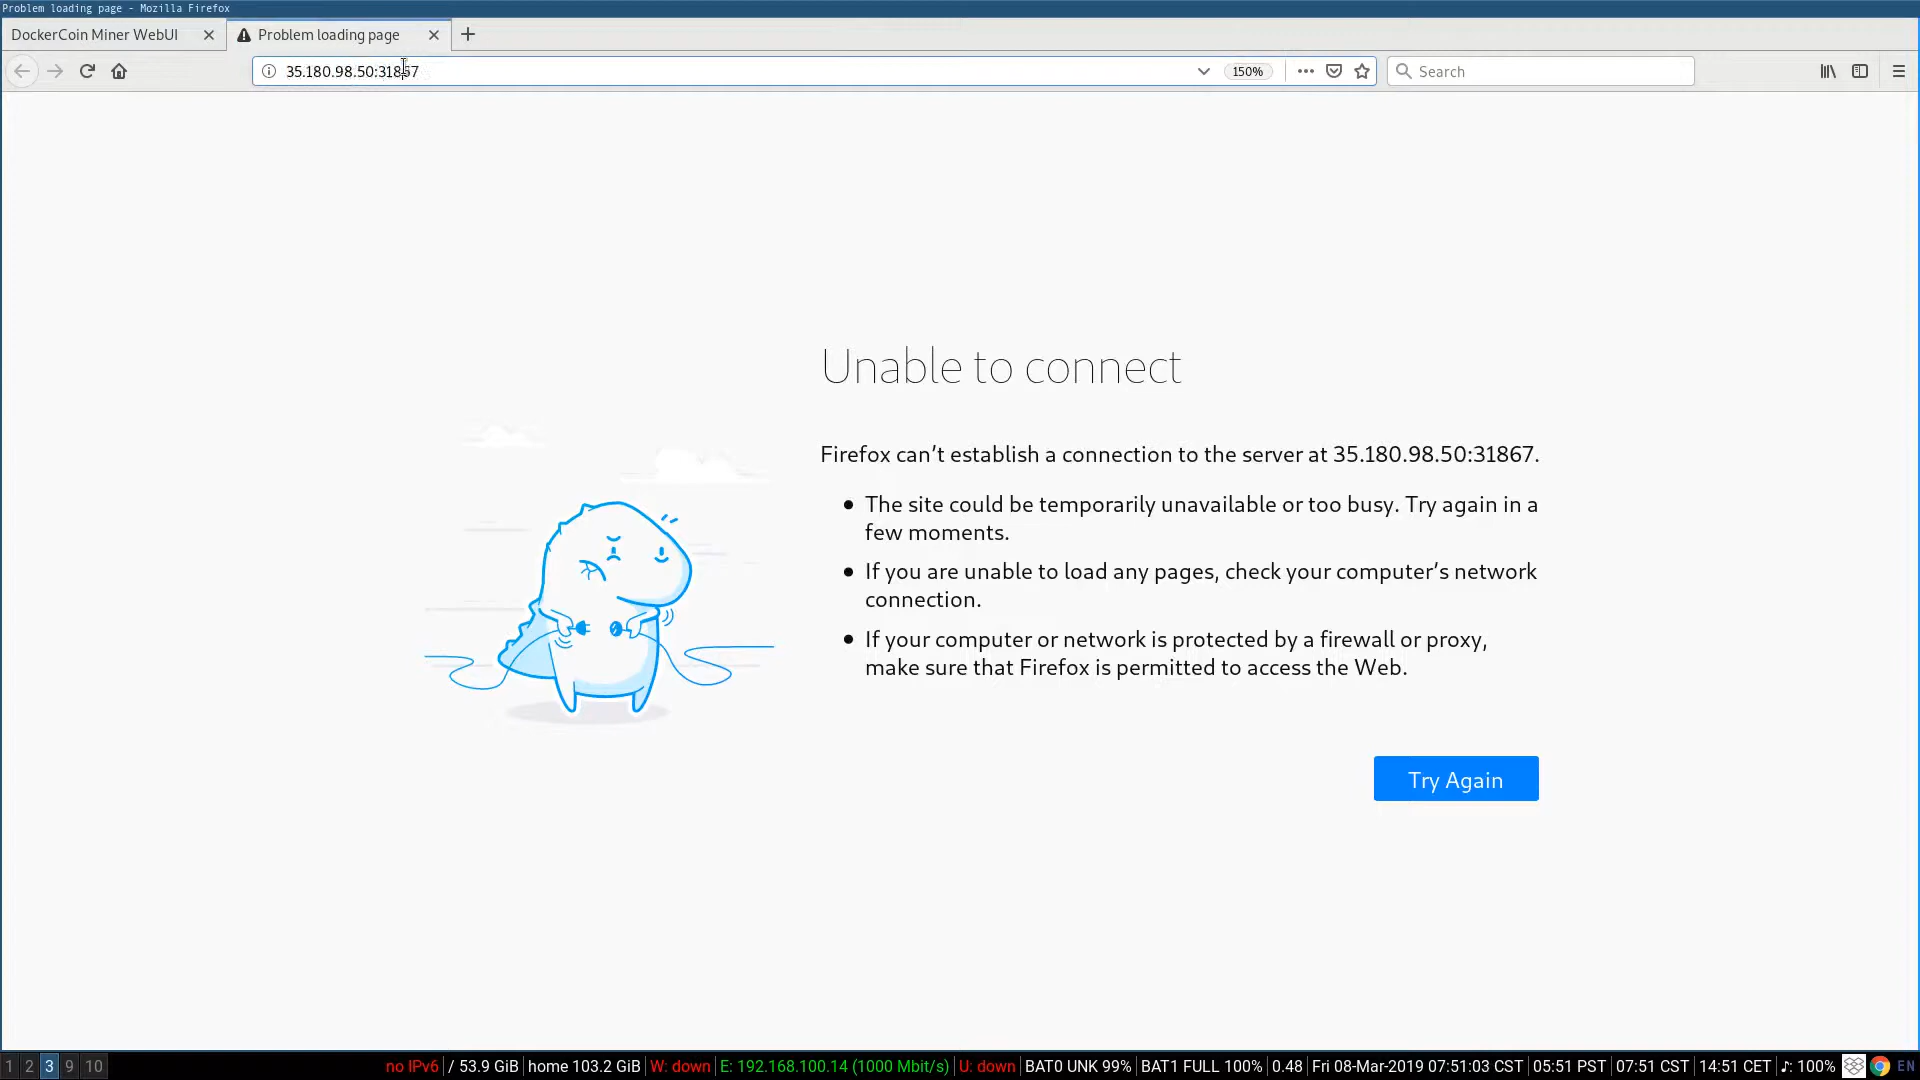 Problem loading page - Mozilla Firefox
DockerCoin Miner WebUI
Problem loading page
35.180.98.50:31867
150%
Search
Unable to connect
Firefox can’t establish a connection to the server at 35.180.98.50:31867.
The site could be temporarily unavailable or too busy. Try again in a
few moments.
If you are unable to load any pages, check your computer’s network
connection.
If your computer or network is protected by a firewall or proxy,
make sure that Firefox is permitted to access the Web.
Try Again
1 2 3 9 10 no IPv6 | / 53.9 GiB | home 103.2 GiB | W: down | E: 192.168.100.14 (1000 Mbit/s) | U: down | BAT0 UNK 99% | BAT1 FULL 100% | 0.48 | Fri 08-Mar-2019 07:51:03 CST | 05:51 PST | 07:51 CST | 14:51 CET | ♪: 100% EN